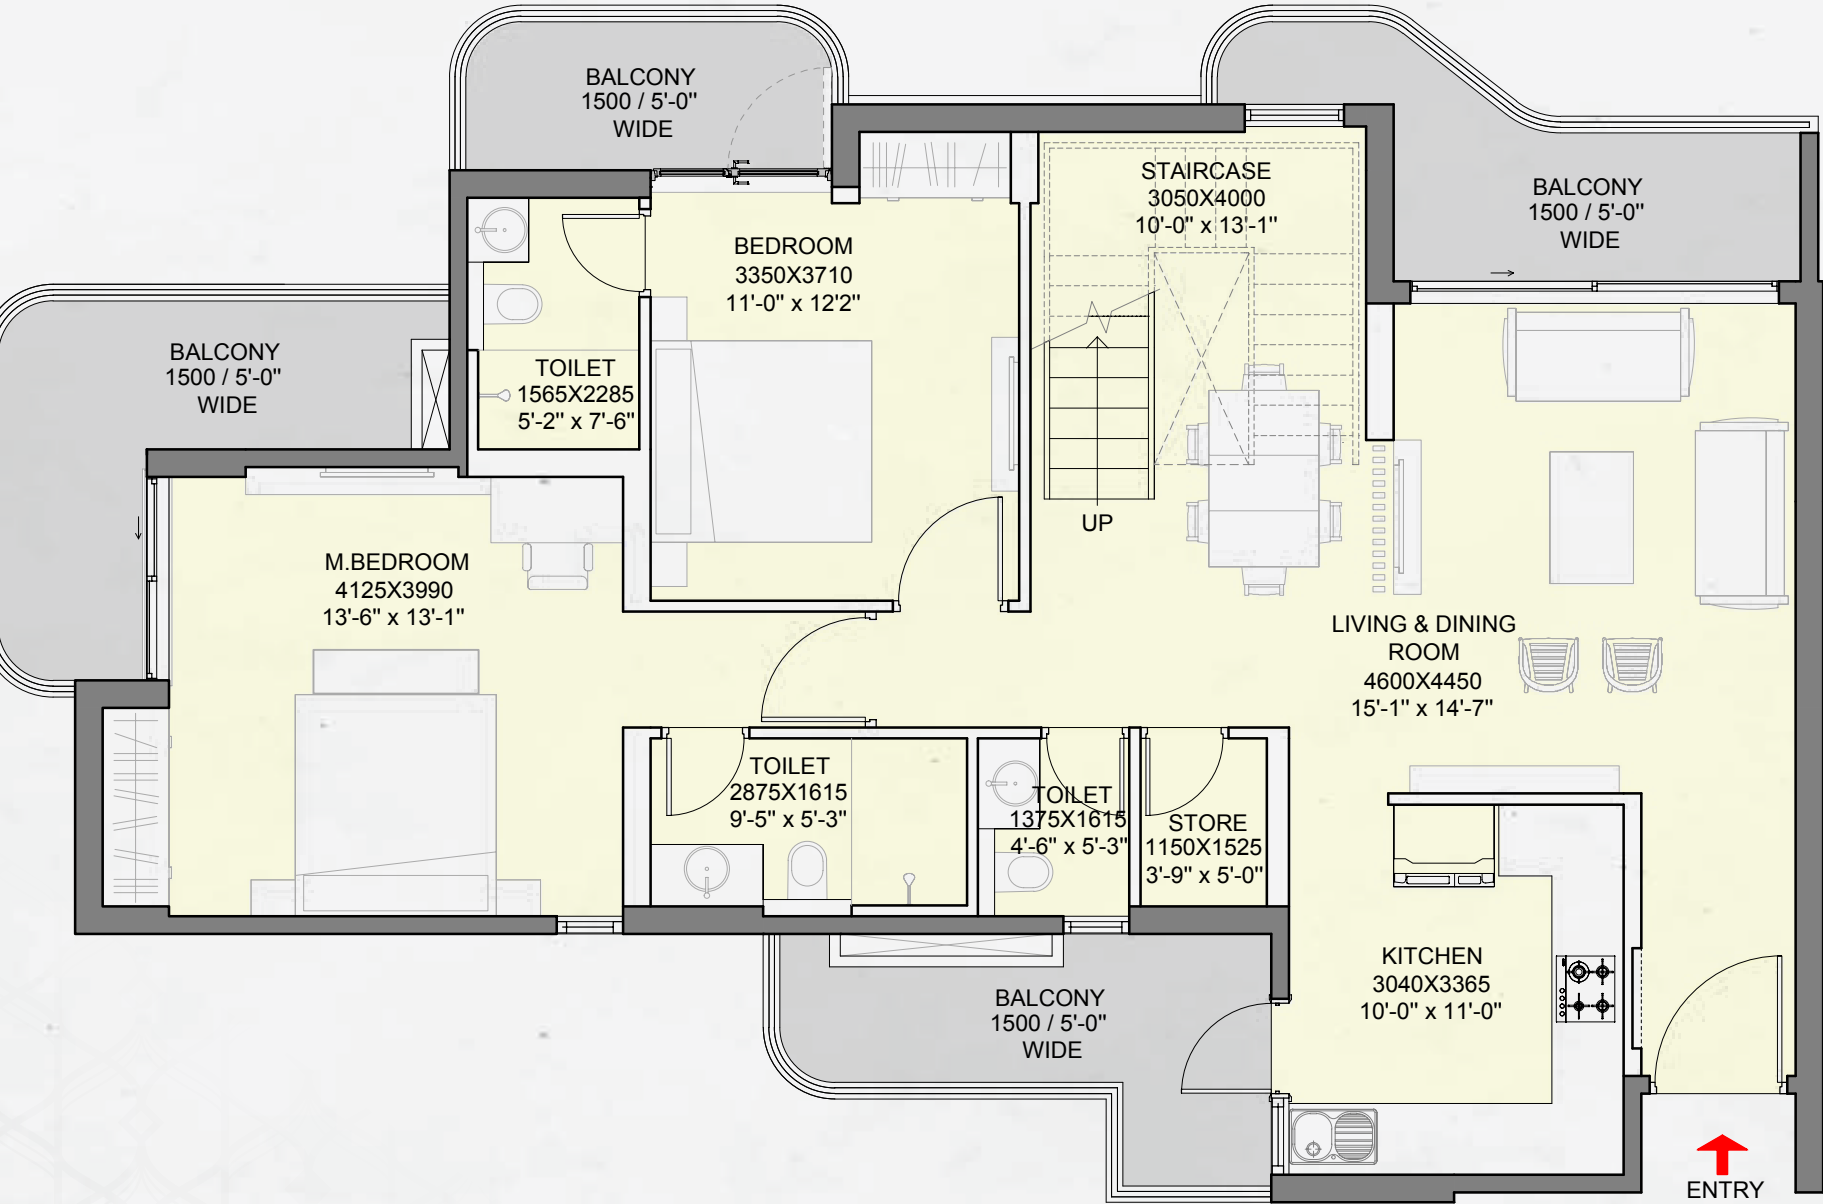 BALCONY
1500 / 5'-0"
WIDE
STAIRCASE
3050X4000
10'-0" x 13'-1"
BALCONY
1500 / 5'-0"
WIDE
BEDROOM
3350X3710
11'-0" x 12'2"
BALCONY
1500 / 5'-0"
WIDE
TOILET
1565X2285
5'-2" x 7'-6"
UP
M.BEDROOM
4125X3990
13'-6" x 13'-1"
LIVING & DINING
ROOM
4600X4450
15'-1" x 14'-7"
TOILET
2875X1615
9'-5" x 5'-3"
TOILET
1375X1615
4'-6" x 5'-3"
STORE
1150X1525
3'-9" x 5'-0"
KITCHEN
3040X3365
10'-0" x 11'-0"
BALCONY
1500 / 5'-0"
WIDE
ENTRY